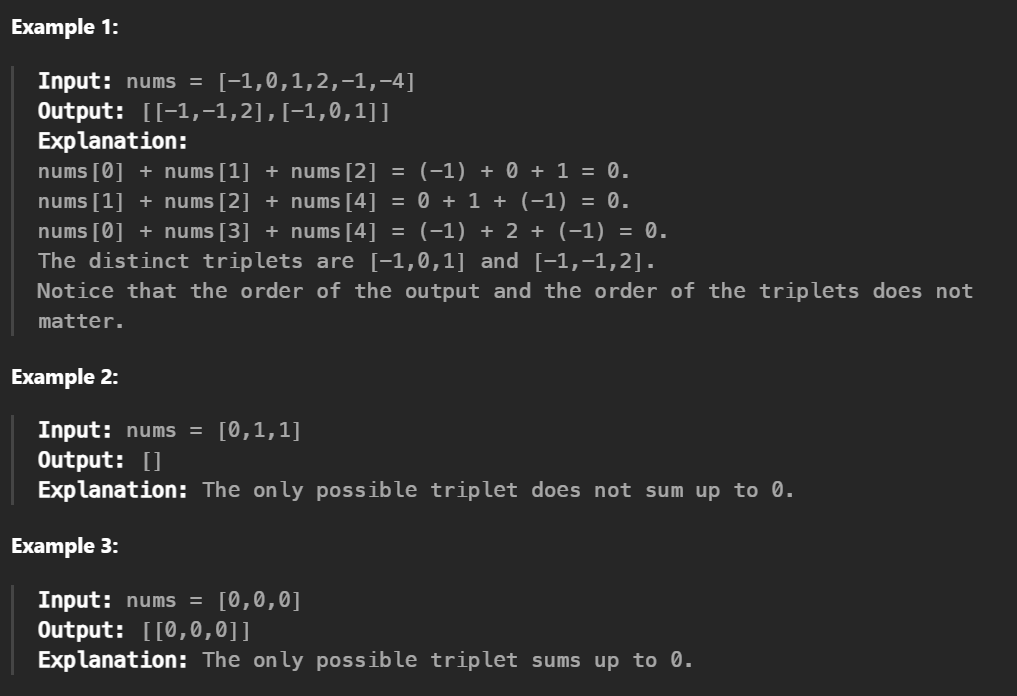 Example 1:
Input: nums = [-1,0,1,2,-1,-4]
Output: [[-1,-1,2],[-1,0,1]]
Explanation:
nums[0] + nums[1] + nums[2] = (-1) + 0 + 1 = 0.
nums[1] + nums[2] + nums[4] = 0 + 1 + (-1) = 0.
nums[0] + nums[3] + nums[4] = (-1) + 2 + (-1) = 0.
The distinct triplets are [-1,0,1] and [-1,-1,2].
Notice that the order of the output and the order of the triplets does not
matter.
Example 2:
Input: nums = [0,1,1]
Output: []
Explanation: The only possible triplet does not sum up to 0.
Example 3:
Input: nums = [0,0,0]
Output: [[0,0,0]]
Explanation: The only possible triplet sums up to 0.